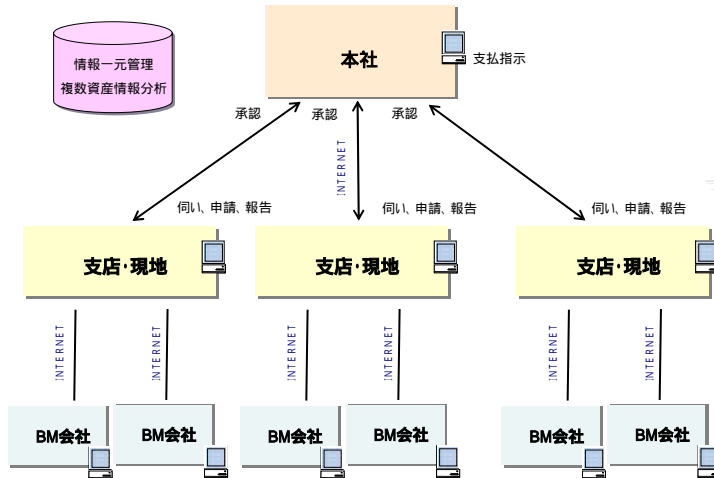 情報一元管理
複数資産情報分析
本社
支払指示
承認
承認
承認
INTERNET
伺い、申請、報告
伺い、申請、報告
伺い、申請、報告
支店・現地
支店・現地
支店・現地
INTERNET
INTERNET
INTERNET
INTERNET
INTERNET
INTERNET
BM会社
BM会社
BM会社
BM会社
BM会社
BM会社